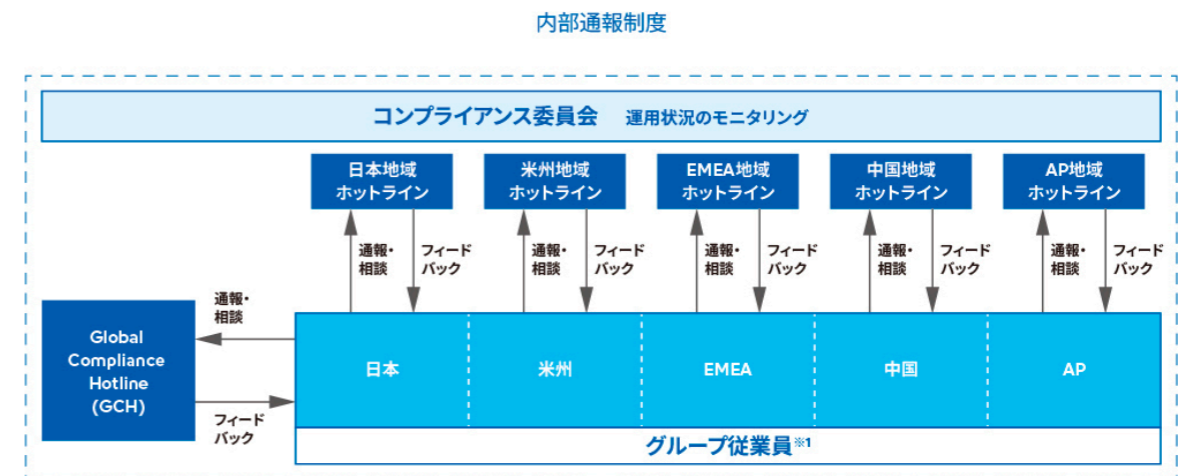 内部通報制度
コンプライアンス委員会 運用状況のモニタリング
日本地域
ホットライン
米州地域
ホットライン
EMEA地域
ホットライン
中国地域
ホットライン
AP地域
ホットライン
通報・
相談
フィード
バック
通報・
相談
フィード
バック
通報・
相談
フィード
バック
通報・
相談
フィード
バック
通報・
相談
フィード
バック
通報・
相談
Global
Compliance
Hotline
(GCH)
フィード
バック
日本
米州
EMEA
中国
AP
グループ従業員※1